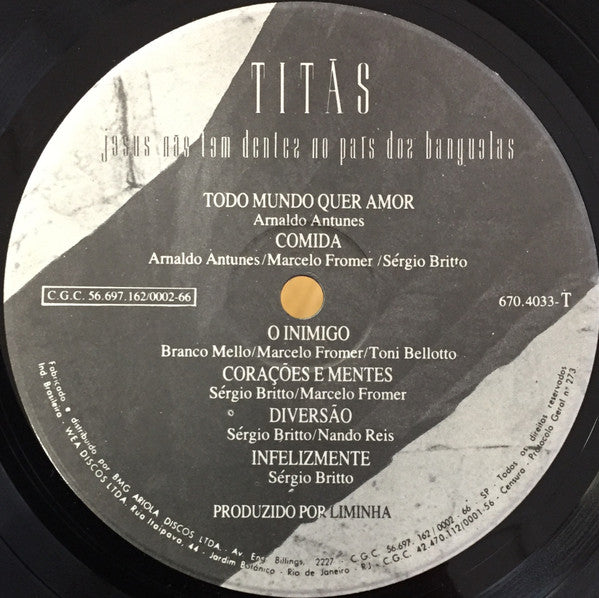 TITÃS
jesus não tem dentes no país dos banguelas
TODO MUNDO QUER AMOR
Arnaldo Antunes
COMIDA
Arnaldo Antunes/Marcelo Fromer /Sérgio Britto
C.G.C. 56.697.162/0002-66
670.4033-T
O INIMIGO
Branco Mello/Marcelo Fromer/Toni Bellotto
CORAÇÕES E MENTES
Sérgio Britto/Marcelo Fromer
DIVERSÃO
Sérgio Britto/Nando Reis
INFELIZMENTE
Sérgio Britto
PRODUZIDO POR LIMINHA
Fabricado e distribuido por BMG ARIOLA DISCOS LTDA. - Av. Eng. Billings, 2227 - C.G.C. 56.697.162/0002-66 - SP - Todos os direitos reservados
Ind. Brasileira - WEA DISCOS LTDA. Rua Itaipava, 44 - Jardim Botânico - Rio de Janeiro - RJ - C.G.C. 42.470.112/0001-56 - Censura - Protocolo Geral nº 273